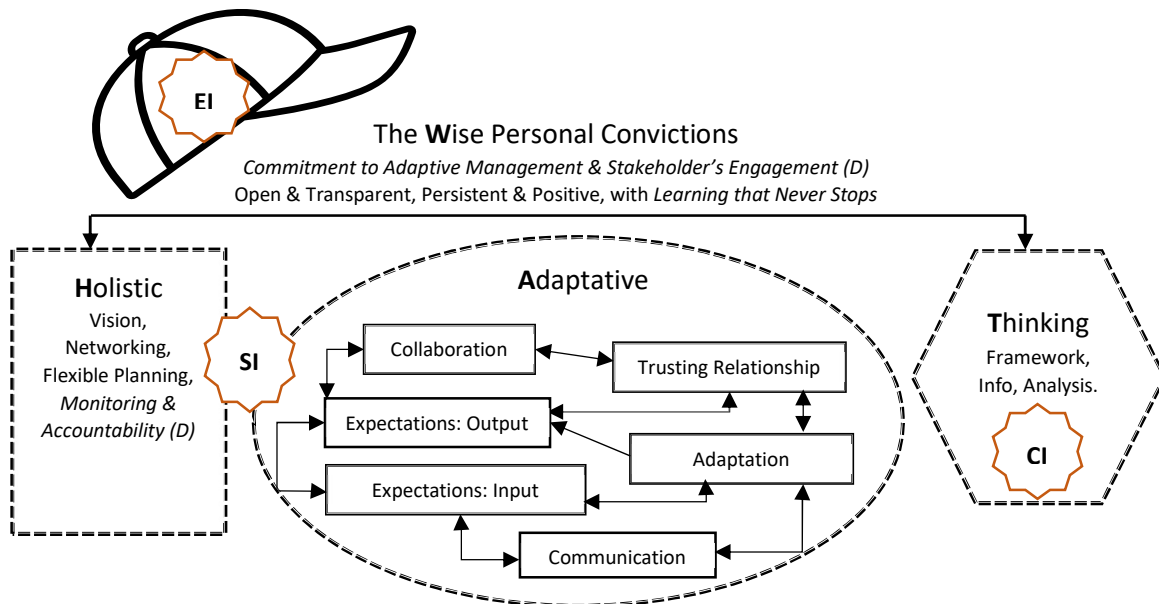 EI
The Wise Personal Convictions
Commitment to Adaptive Management & Stakeholder's Engagement (D)
Open & Transparent, Persistent & Positive, with Learning that Never Stops
Holistic
Vision,
Networking,
Flexible Planning,
Monitoring &
Accountability (D)
SI
Adaptative
Collaboration
Trusting Relationship
Expectations: Output
Adaptation
Expectations: Input
Communication
Thinking
Framework,
Info, Analysis.
CI